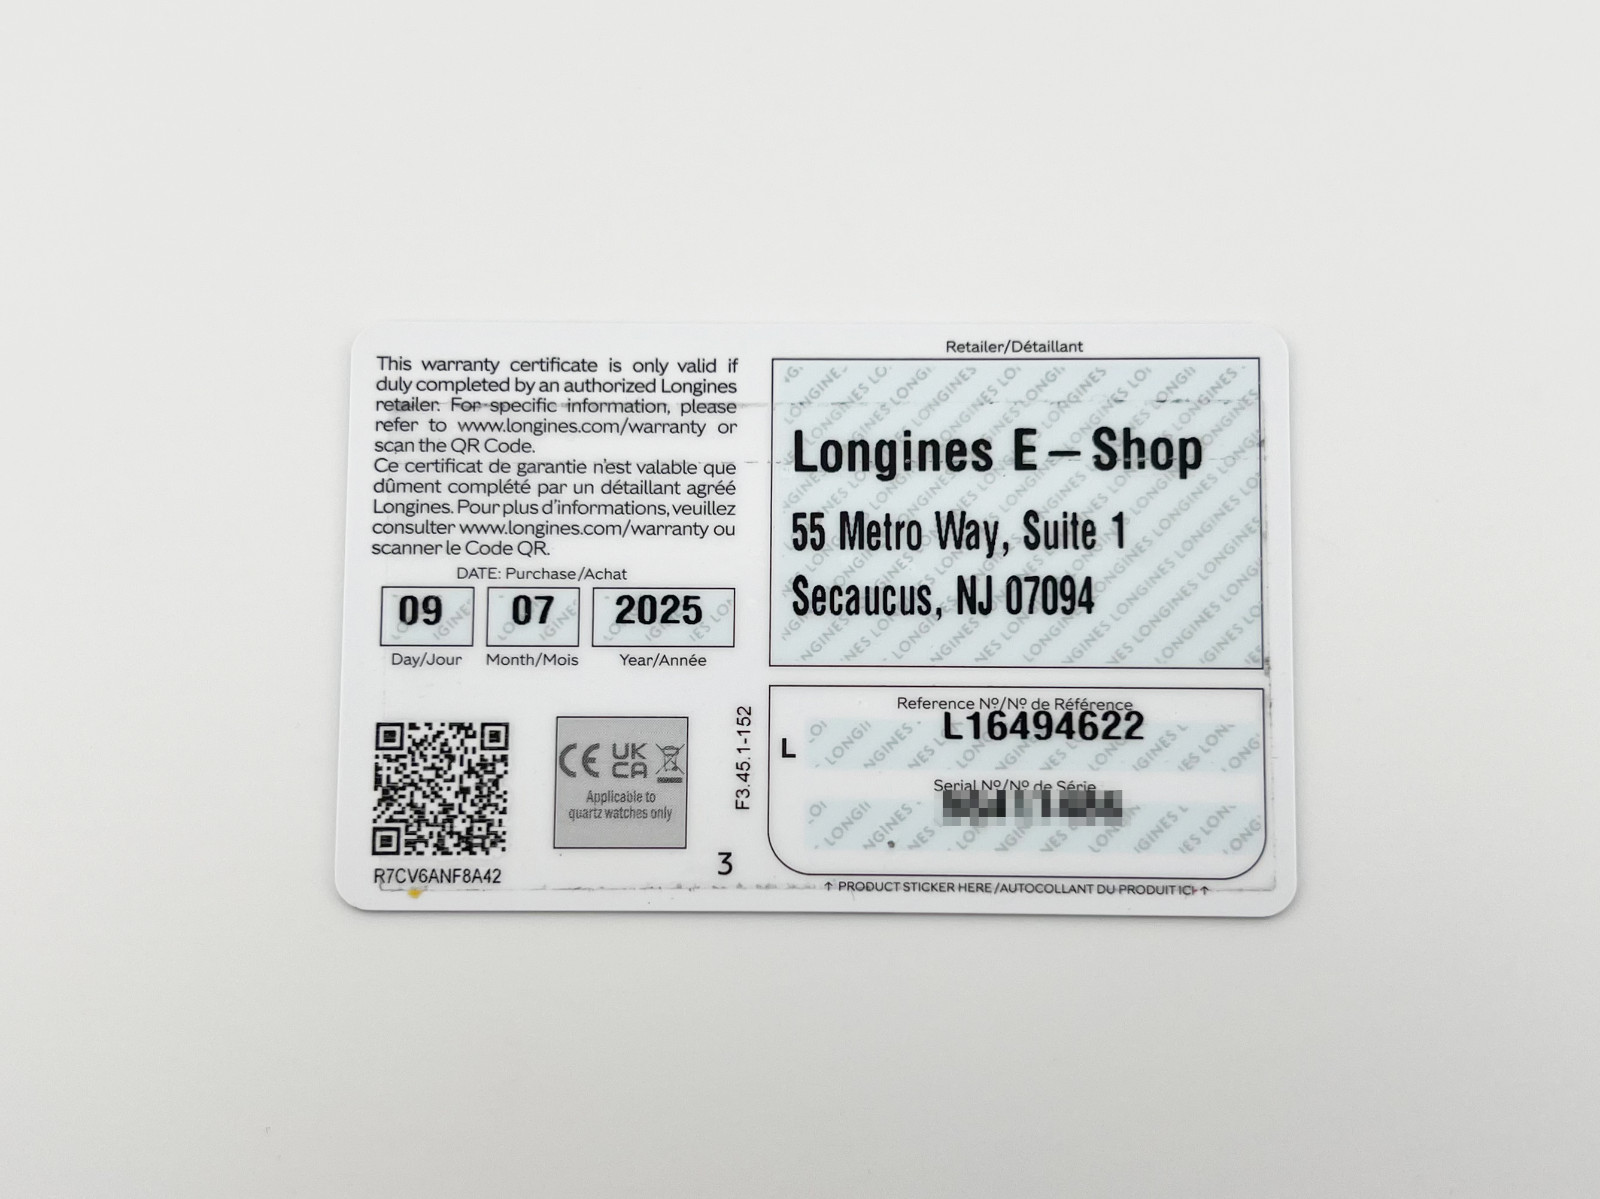 This warranty certificate is only valid if
duly completed by an authorized Longines
retailer. For specific information, please
refer to www.longines.com/warranty or
scan the QR Code.
Ce certificat de garantie n'est valable que
dûment complété par un détaillant agréé
Longines. Pour plus d'informations, veuillez
consulter www.longines.com/warranty ou
scanner le Code QR.
DATE: Purchase/Achat
09 07 2025
Day/Jour Month/Mois Year/Année
R7CV6ANF8A42
CE UK CA
Applicable to
quartz watches only
3
F3.45.1-152
Retailer/Détaillant
Longines E – Shop
55 Metro Way, Suite 1
Secaucus, NJ 07094
Reference Nº/Nº de Référence
L L16494622
Serial Nº/Nº de Série
↑ PRODUCT STICKER HERE/AUTOCOLLANT DU PRODUIT ICI ↑